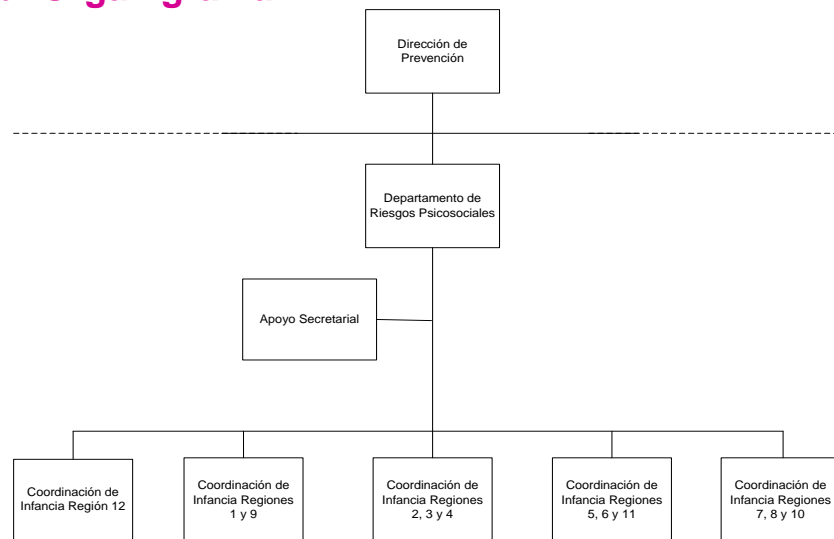 Dirección de
Prevención
Departamento de
Riesgos Psicosociales
Apoyo Secretarial
Coordinación de
Infancia Región 12
Coordinación de
Infancia Regiones
1 y 9
Coordinación de
Infancia Regiones
2, 3 y 4
Coordinación de
Infancia Regiones
5, 6 y 11
Coordinación de
Infancia Regiones
7, 8 y 10